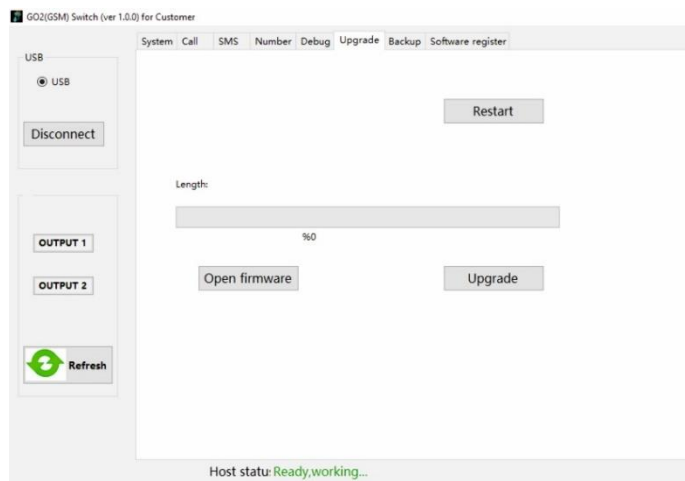 GO2(GSM) Switch (ver 1.0.0) for Customer
System Call SMS Number Debug Upgrade Backup Software register
USB
USB
Disconnect
Restart
Length:
%0
OUTPUT 1
Open firmware Upgrade
OUTPUT 2
Refresh
Host statu: Ready,working...